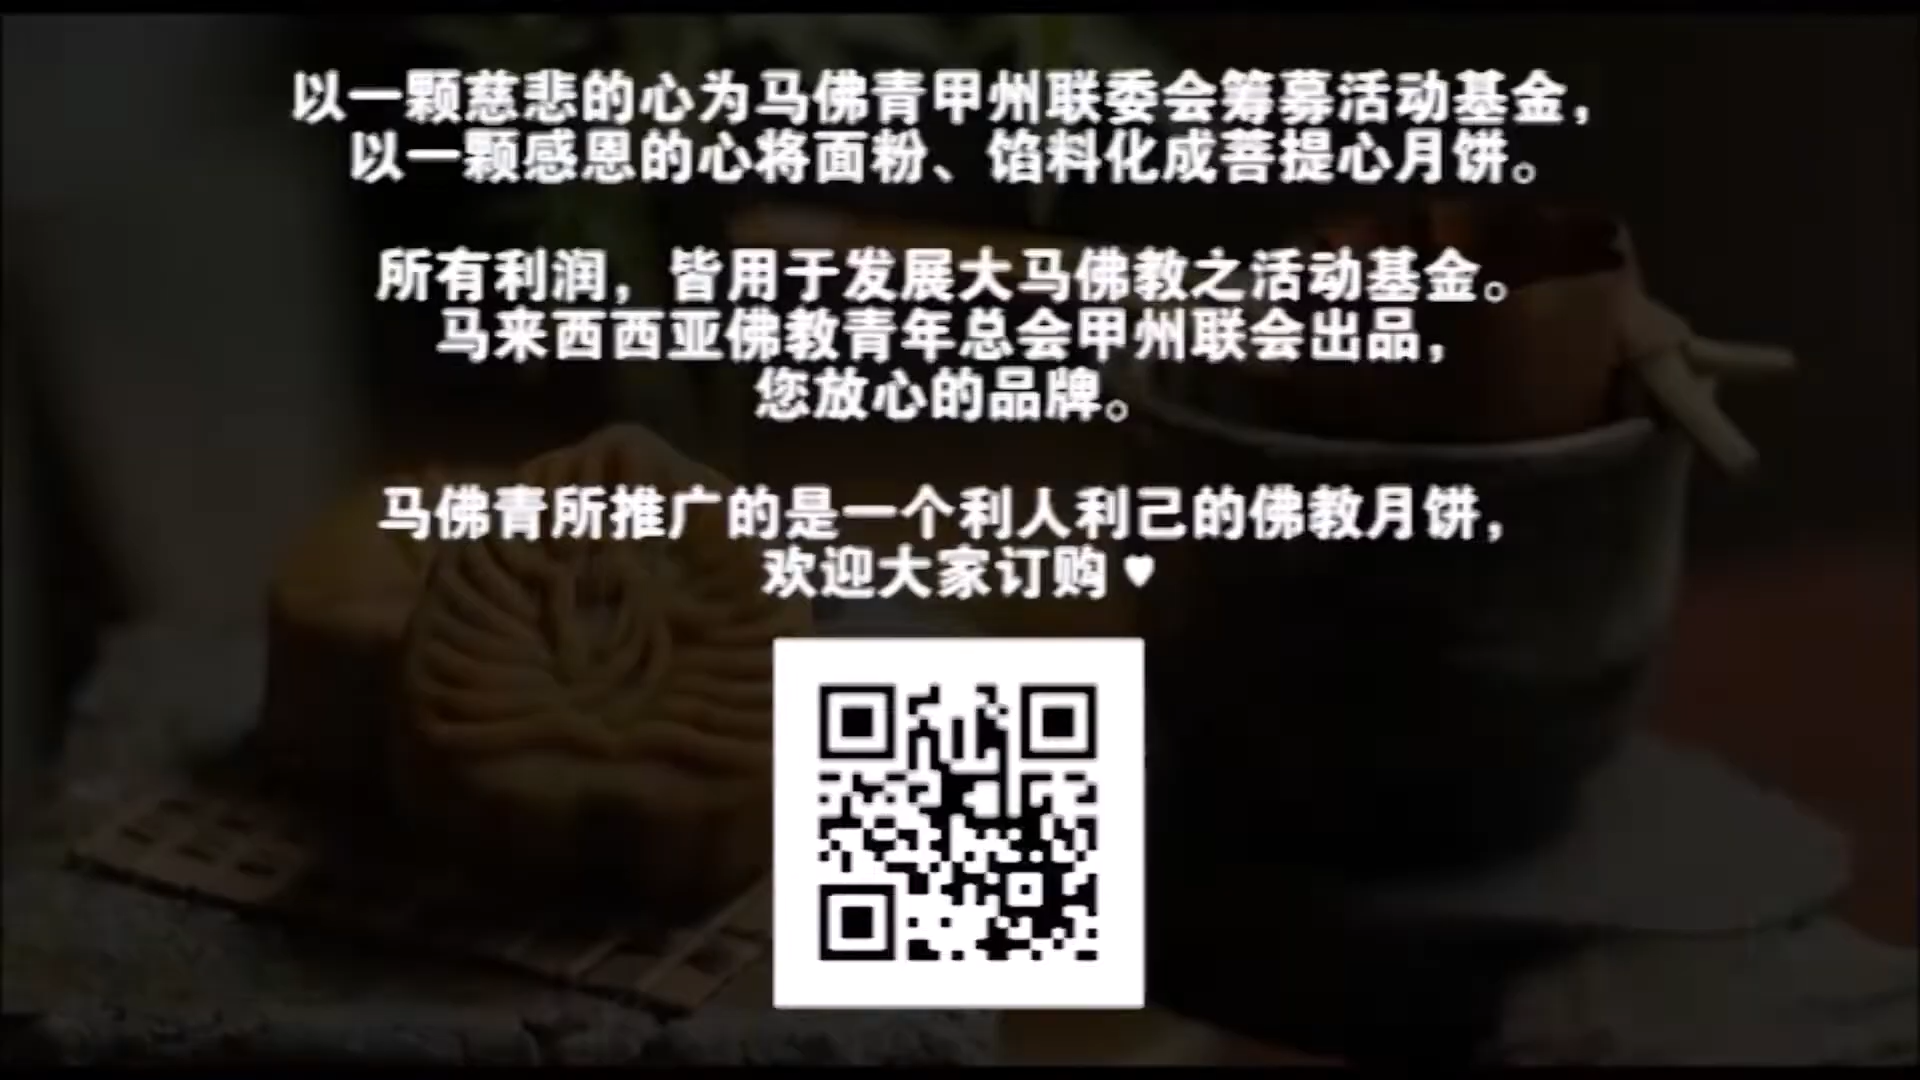 以一颗慈悲的心为马佛青甲州联委会筹募活动基金，
以一颗感恩的心将面粉、馅料化成菩提心月饼。
所有利润，皆用于发展大马佛教之活动基金。
马来西西亚佛教青年总会甲州联会出品，
您放心的品牌。
马佛青所推广的是一个利人利己的佛教月饼，
欢迎大家订购♥